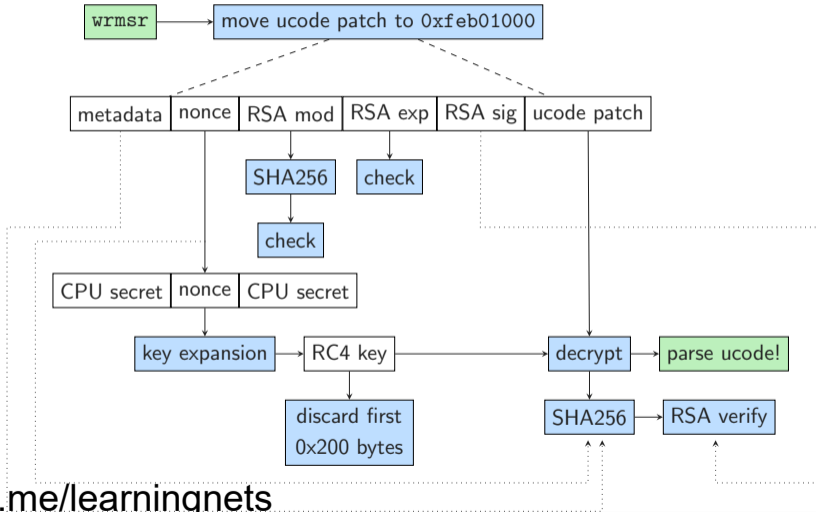 wrmsr
move ucode patch to 0xfeb01000
metadata
nonce
RSA mod
RSA exp
RSA sig
ucode patch
SHA256
check
check
CPU secret
nonce
CPU secret
key expansion
RC4 key
decrypt
parse ucode!
discard first
0x200 bytes
SHA256
RSA verify
.me/learningnets